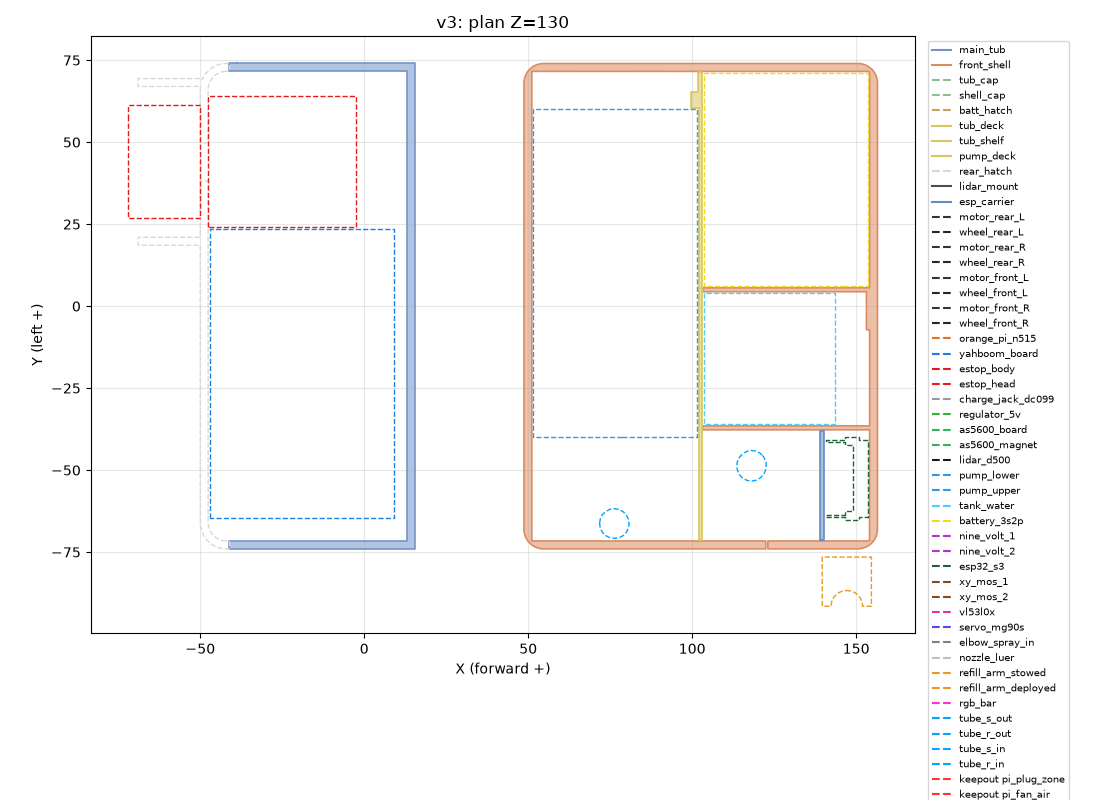 v3: plan Z=130
75
50
25
0
−25
−50
−75
Y (left +)
−50
0
50
100
150
X (forward +)
main_tub
front_shell
tub_cap
shell_cap
batt_hatch
tub_deck
tub_shelf
pump_deck
rear_hatch
lidar_mount
esp_carrier
motor_rear_L
wheel_rear_L
motor_rear_R
wheel_rear_R
motor_front_L
wheel_front_L
motor_front_R
wheel_front_R
orange_pi_n515
yahboom_board
estop_body
estop_head
charge_jack_dc099
regulator_5v
as5600_board
as5600_magnet
lidar_d500
pump_lower
pump_upper
tank_water
battery_3s2p
nine_volt_1
nine_volt_2
esp32_s3
xy_mos_1
xy_mos_2
vl53l0x
servo_mg90s
elbow_spray_in
nozzle_luer
refill_arm_stowed
refill_arm_deployed
rgb_bar
tube_s_out
tube_r_out
tube_s_in
tube_r_in
keepout pi_plug_zone
keepout pi_fan_air